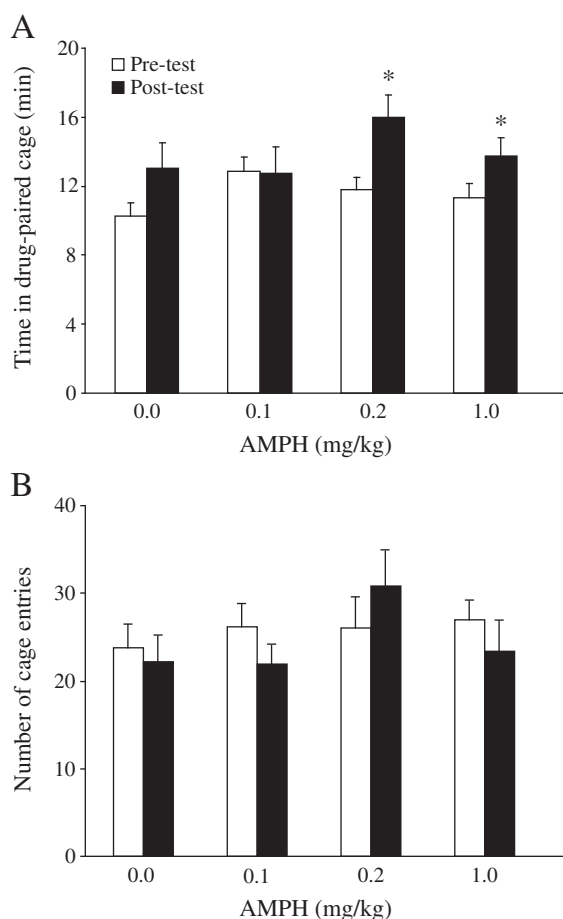 A
Time in drug-paired cage (min)
20
16
12
8
4
0
Pre-test
Post-test
*
*
0.0 0.1 0.2 1.0
AMPH (mg/kg)
B
Number of cage entries
40
30
20
10
0
0.0 0.1 0.2 1.0
AMPH (mg/kg)